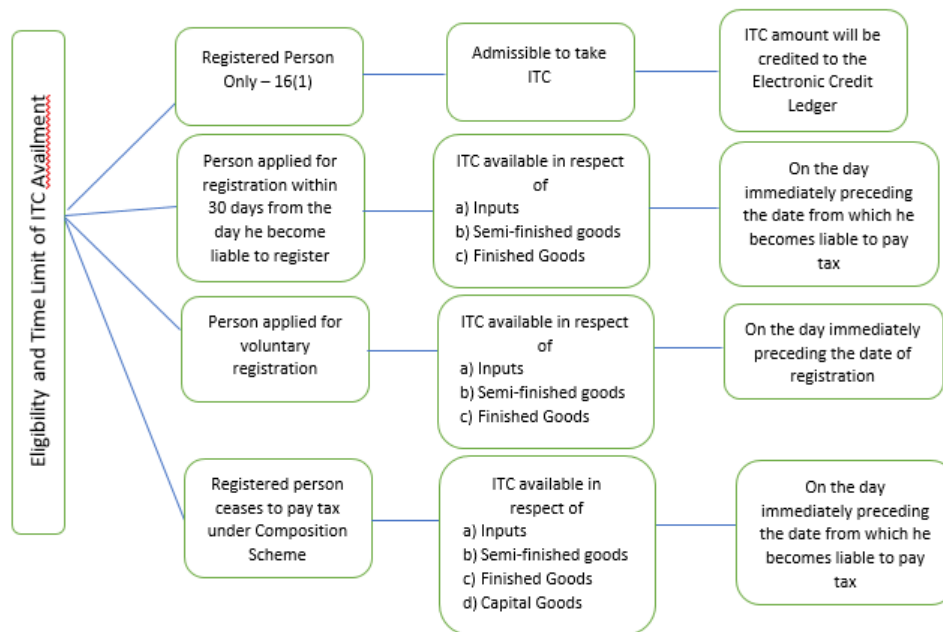 Eligibility and Time Limit of ITC Availment
Registered Person
Only – 16(1)
Admissible to take
ITC
ITC amount will be
credited to the
Electronic Credit
Ledger
Person applied for
registration within
30 days from the
day he become
liable to register
ITC available in respect
of
a) Inputs
b) Semi-finished goods
c) Finished Goods
On the day
immediately preceding
the date from which he
becomes liable to pay
tax
Person applied for
voluntary
registration
ITC available in respect
of
a) Inputs
b) Semi-finished goods
c) Finished Goods
On the day immediately
preceding the date of
registration
Registered person
ceases to pay tax
under Composition
Scheme
ITC available in
respect of
a) Inputs
b) Semi-finished goods
c) Finished Goods
d) Capital Goods
On the day
immediately preceding
the date from which he
becomes liable to pay
tax